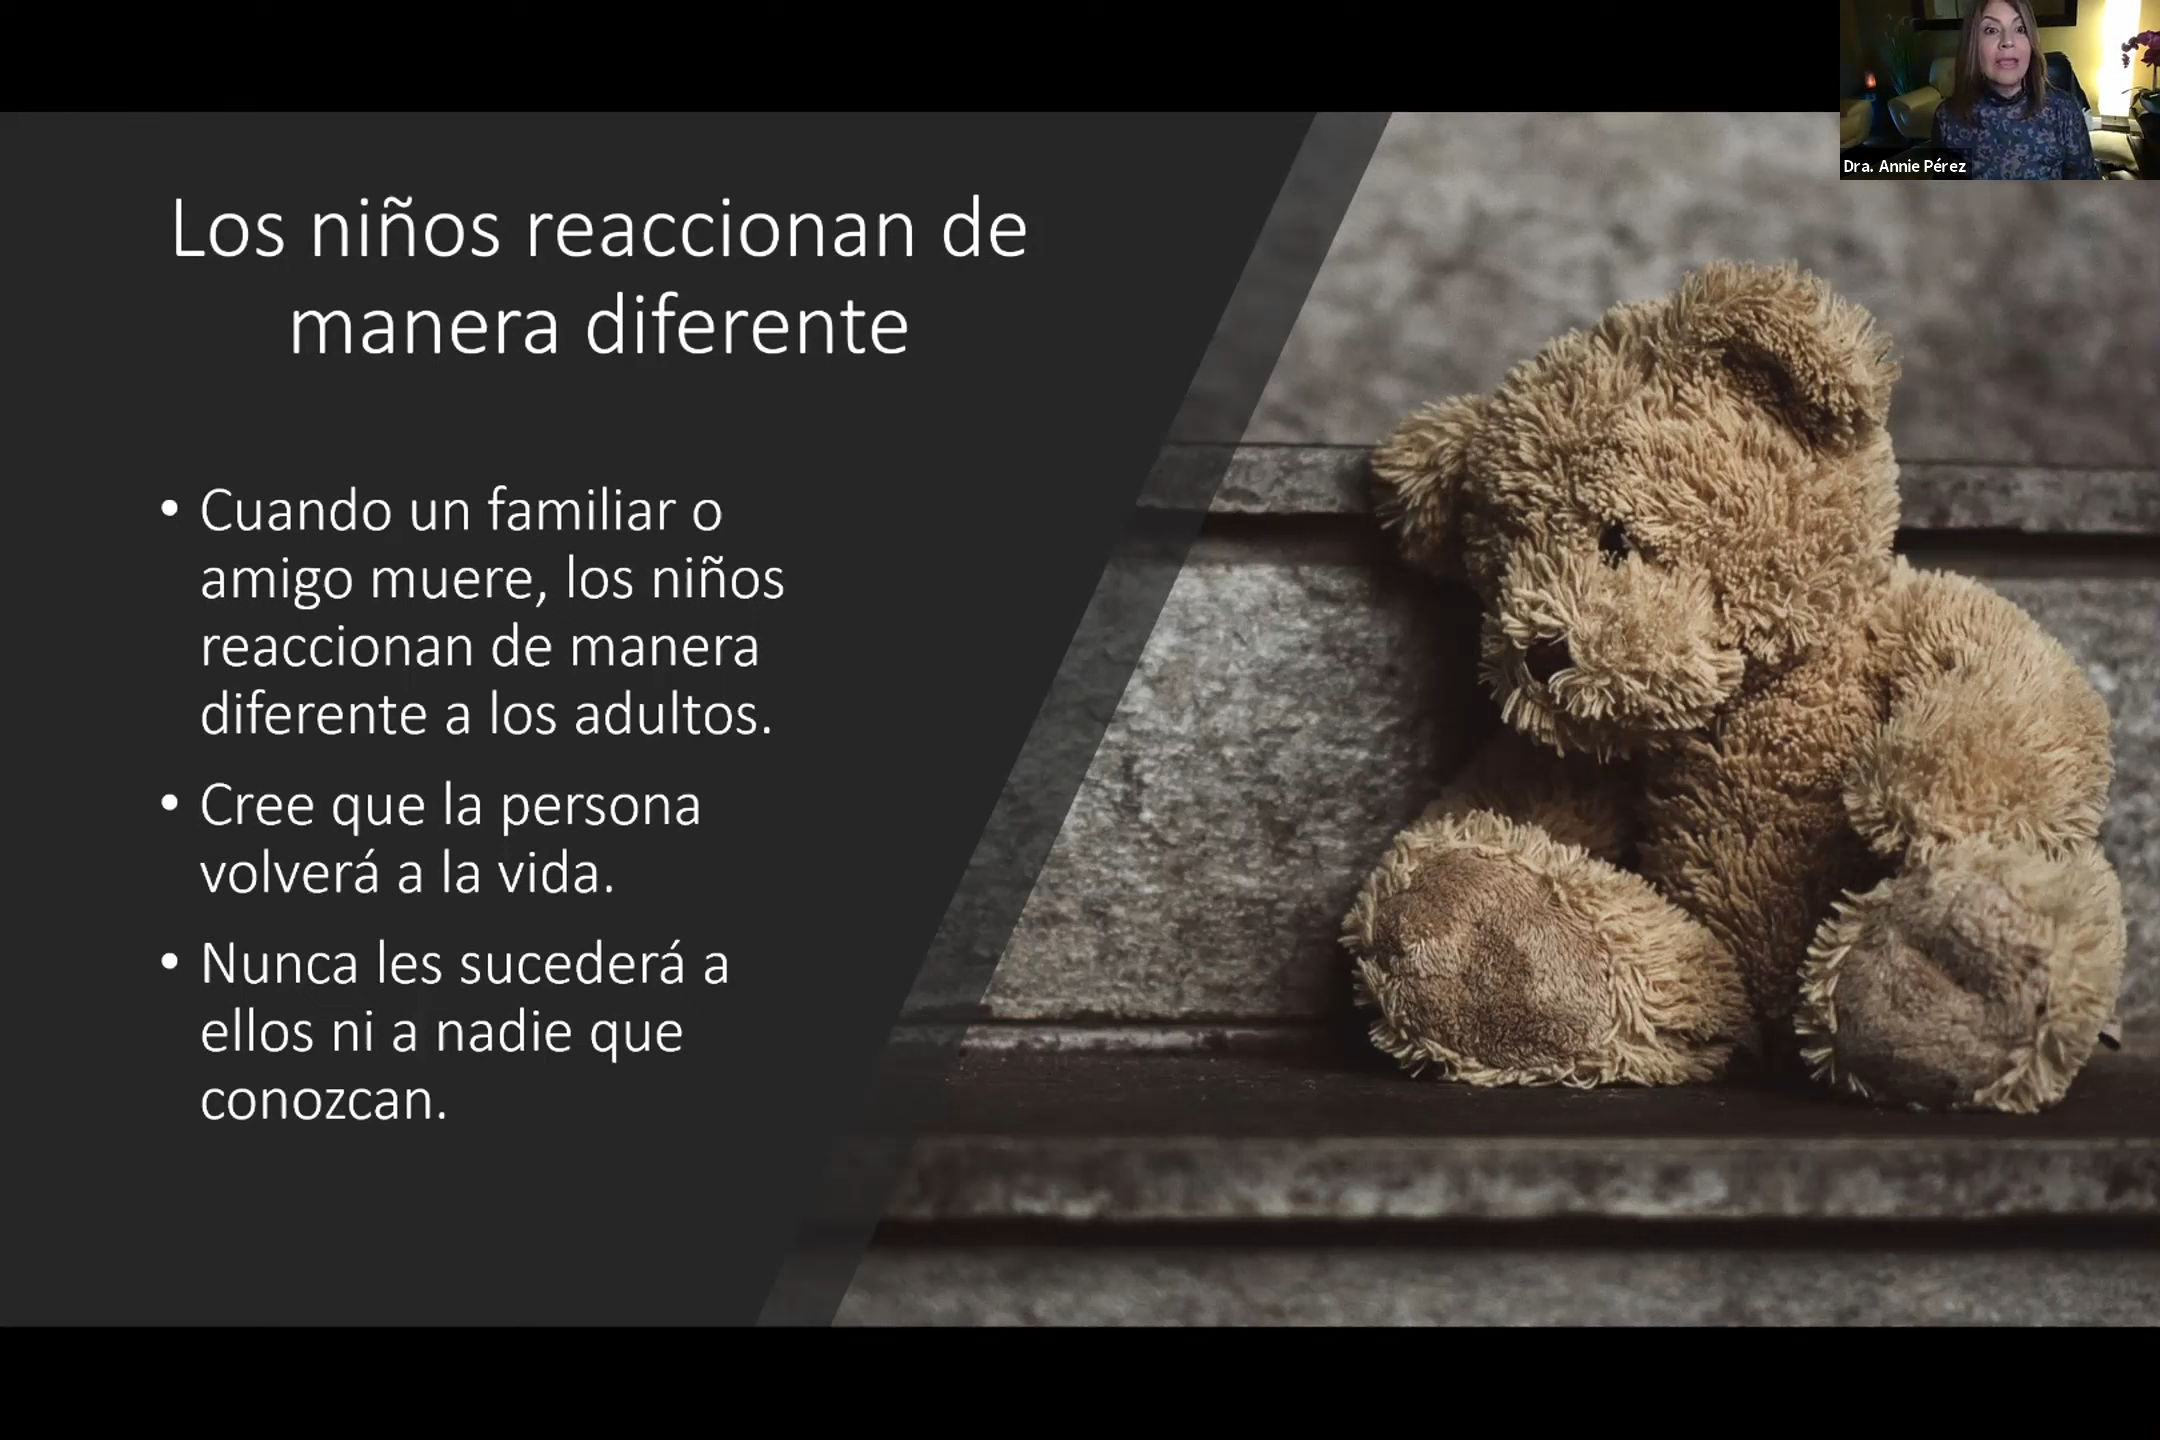 Dra. Annie Pérez
Los niños reaccionan de
manera diferente
• Cuando un familiar o
amigo muere, los niños
reaccionan de manera
diferente a los adultos.
• Cree que la persona
volverá a la vida.
• Nunca les sucederá a
ellos ni a nadie que
conozcan.